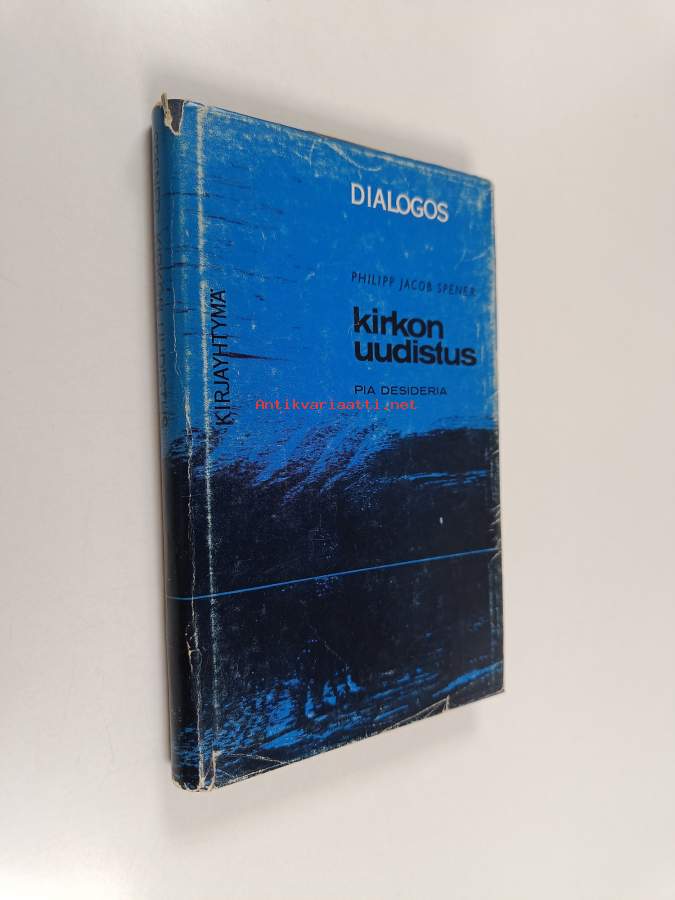 DIALOGOS
PHILIPP JACOB SPENER
kirkon
uudistus
PIA DESIDERIA
KIRJAYHTYMÄ
Antikvariaatti.net